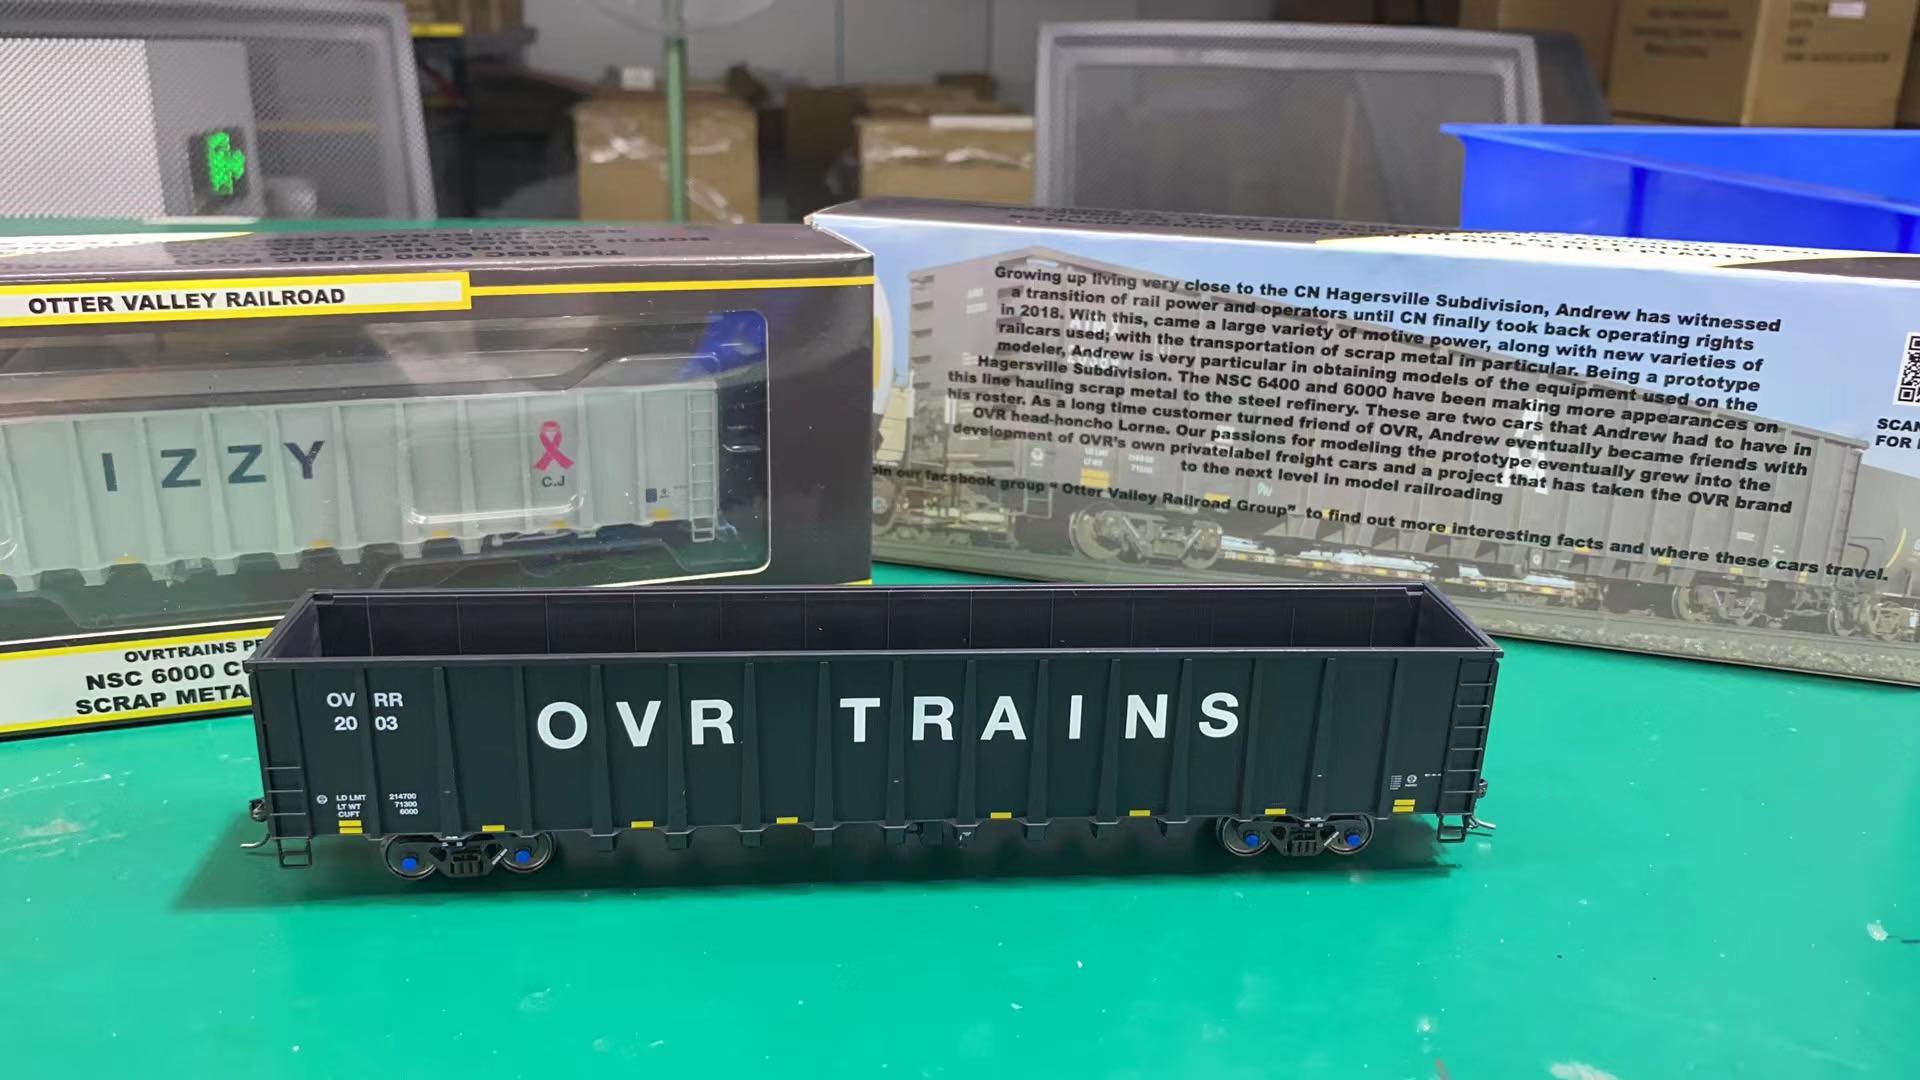 OTTER VALLEY RAILROAD
IZZY
C.J
OVRTRAINS
NSC 6000
SCRAP
THE NSC 6000 CUBIC
Growing up living very close to the CN Hagersville Subdivision, Andrew has witnessed
a transition of rail power and operators until CN finally took back operating rights
in 2018. With this, came a large variety of motive power, along with new varieties of
railcars used; with the transportation of scrap metal in particular. Being a prototype
modeler, Andrew is very particular in obtaining models of the equipment used on the
Hagersville Subdivision. The NSC 6400 and 6000 have been making more appearances on
this line hauling scrap metal to the steel refinery. These are two cars that Andrew had to have in
his roster. As a long time customer turned friend of OVR, Andrew eventually became friends with
OVR head-honcho Lorne. Our passions for modeling the prototype eventually grew into the
development of OVR's own privatelabel freight cars and a project that has taken the OVR brand
to the next level in model railroading
our facebook group " Otter Valley Railroad Group" to find out more interesting facts and where these cars travel.
FOR
OV RR
20 03
OVR TRAINS
LD LMT 214700
LT WT 71300
CUFT 6000